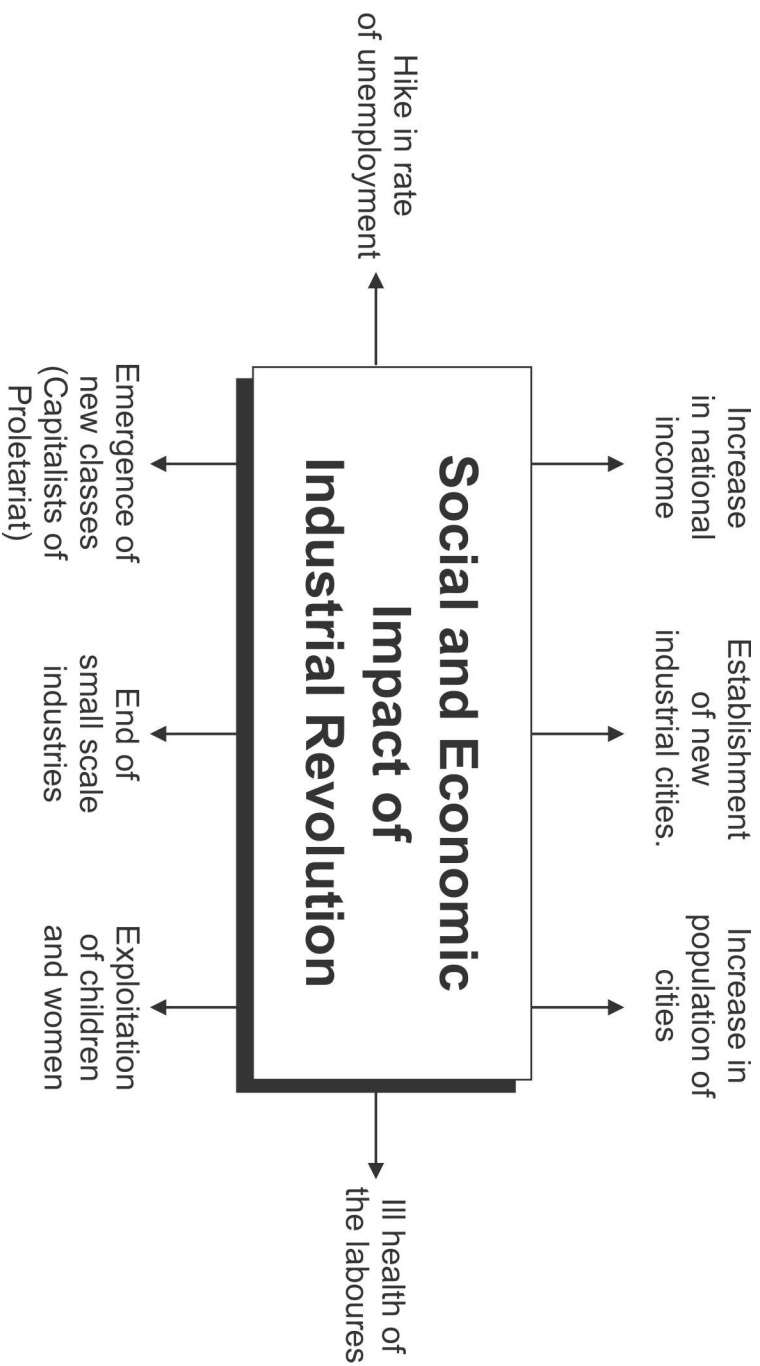 Increase
in national
income
Establishment
of new
industrial cities.
Increase in
population of
cities
Hike in rate
of unemployment
Social and Economic
Impact of
Industrial Revolution
Ill health of
the laboures
Emergence of
new classes
(Capitalists of
Proletariat)
End of
small scale
industries
Exploitation
of children
and women